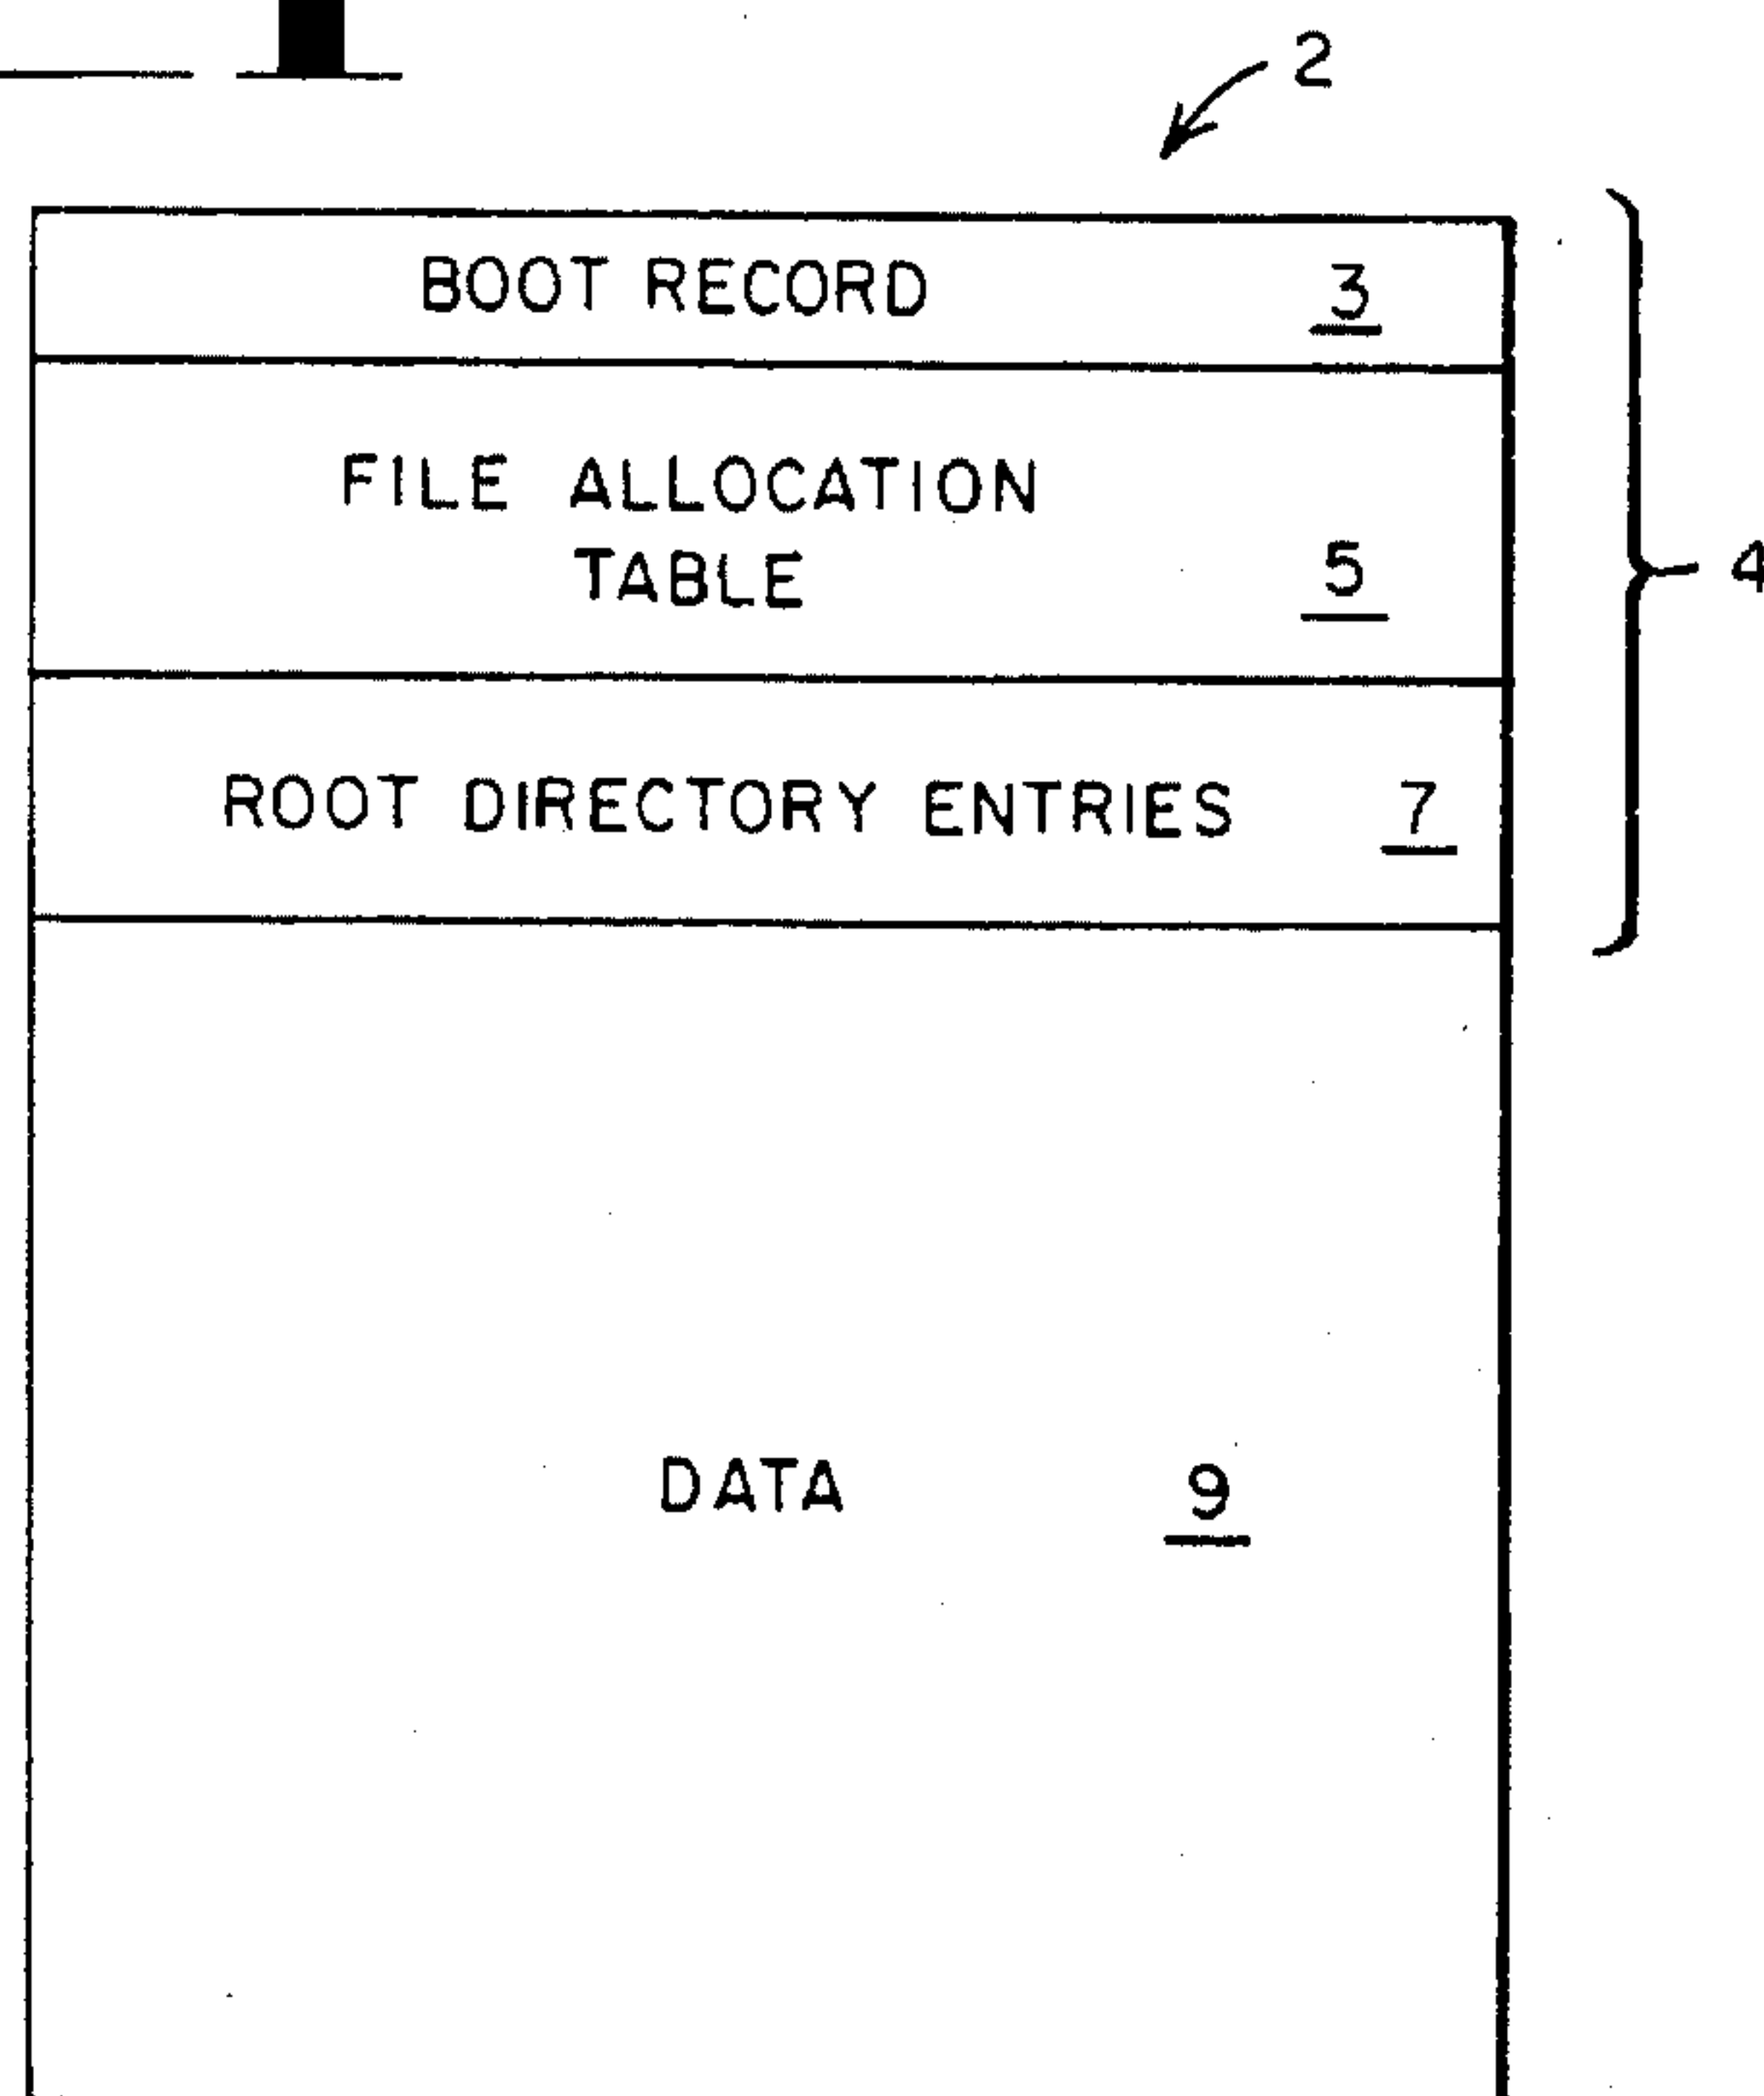 2
BOOT RECORD 3
FILE ALLOCATION
TABLE 5
4
ROOT DIRECTORY ENTRIES 7
DATA 9